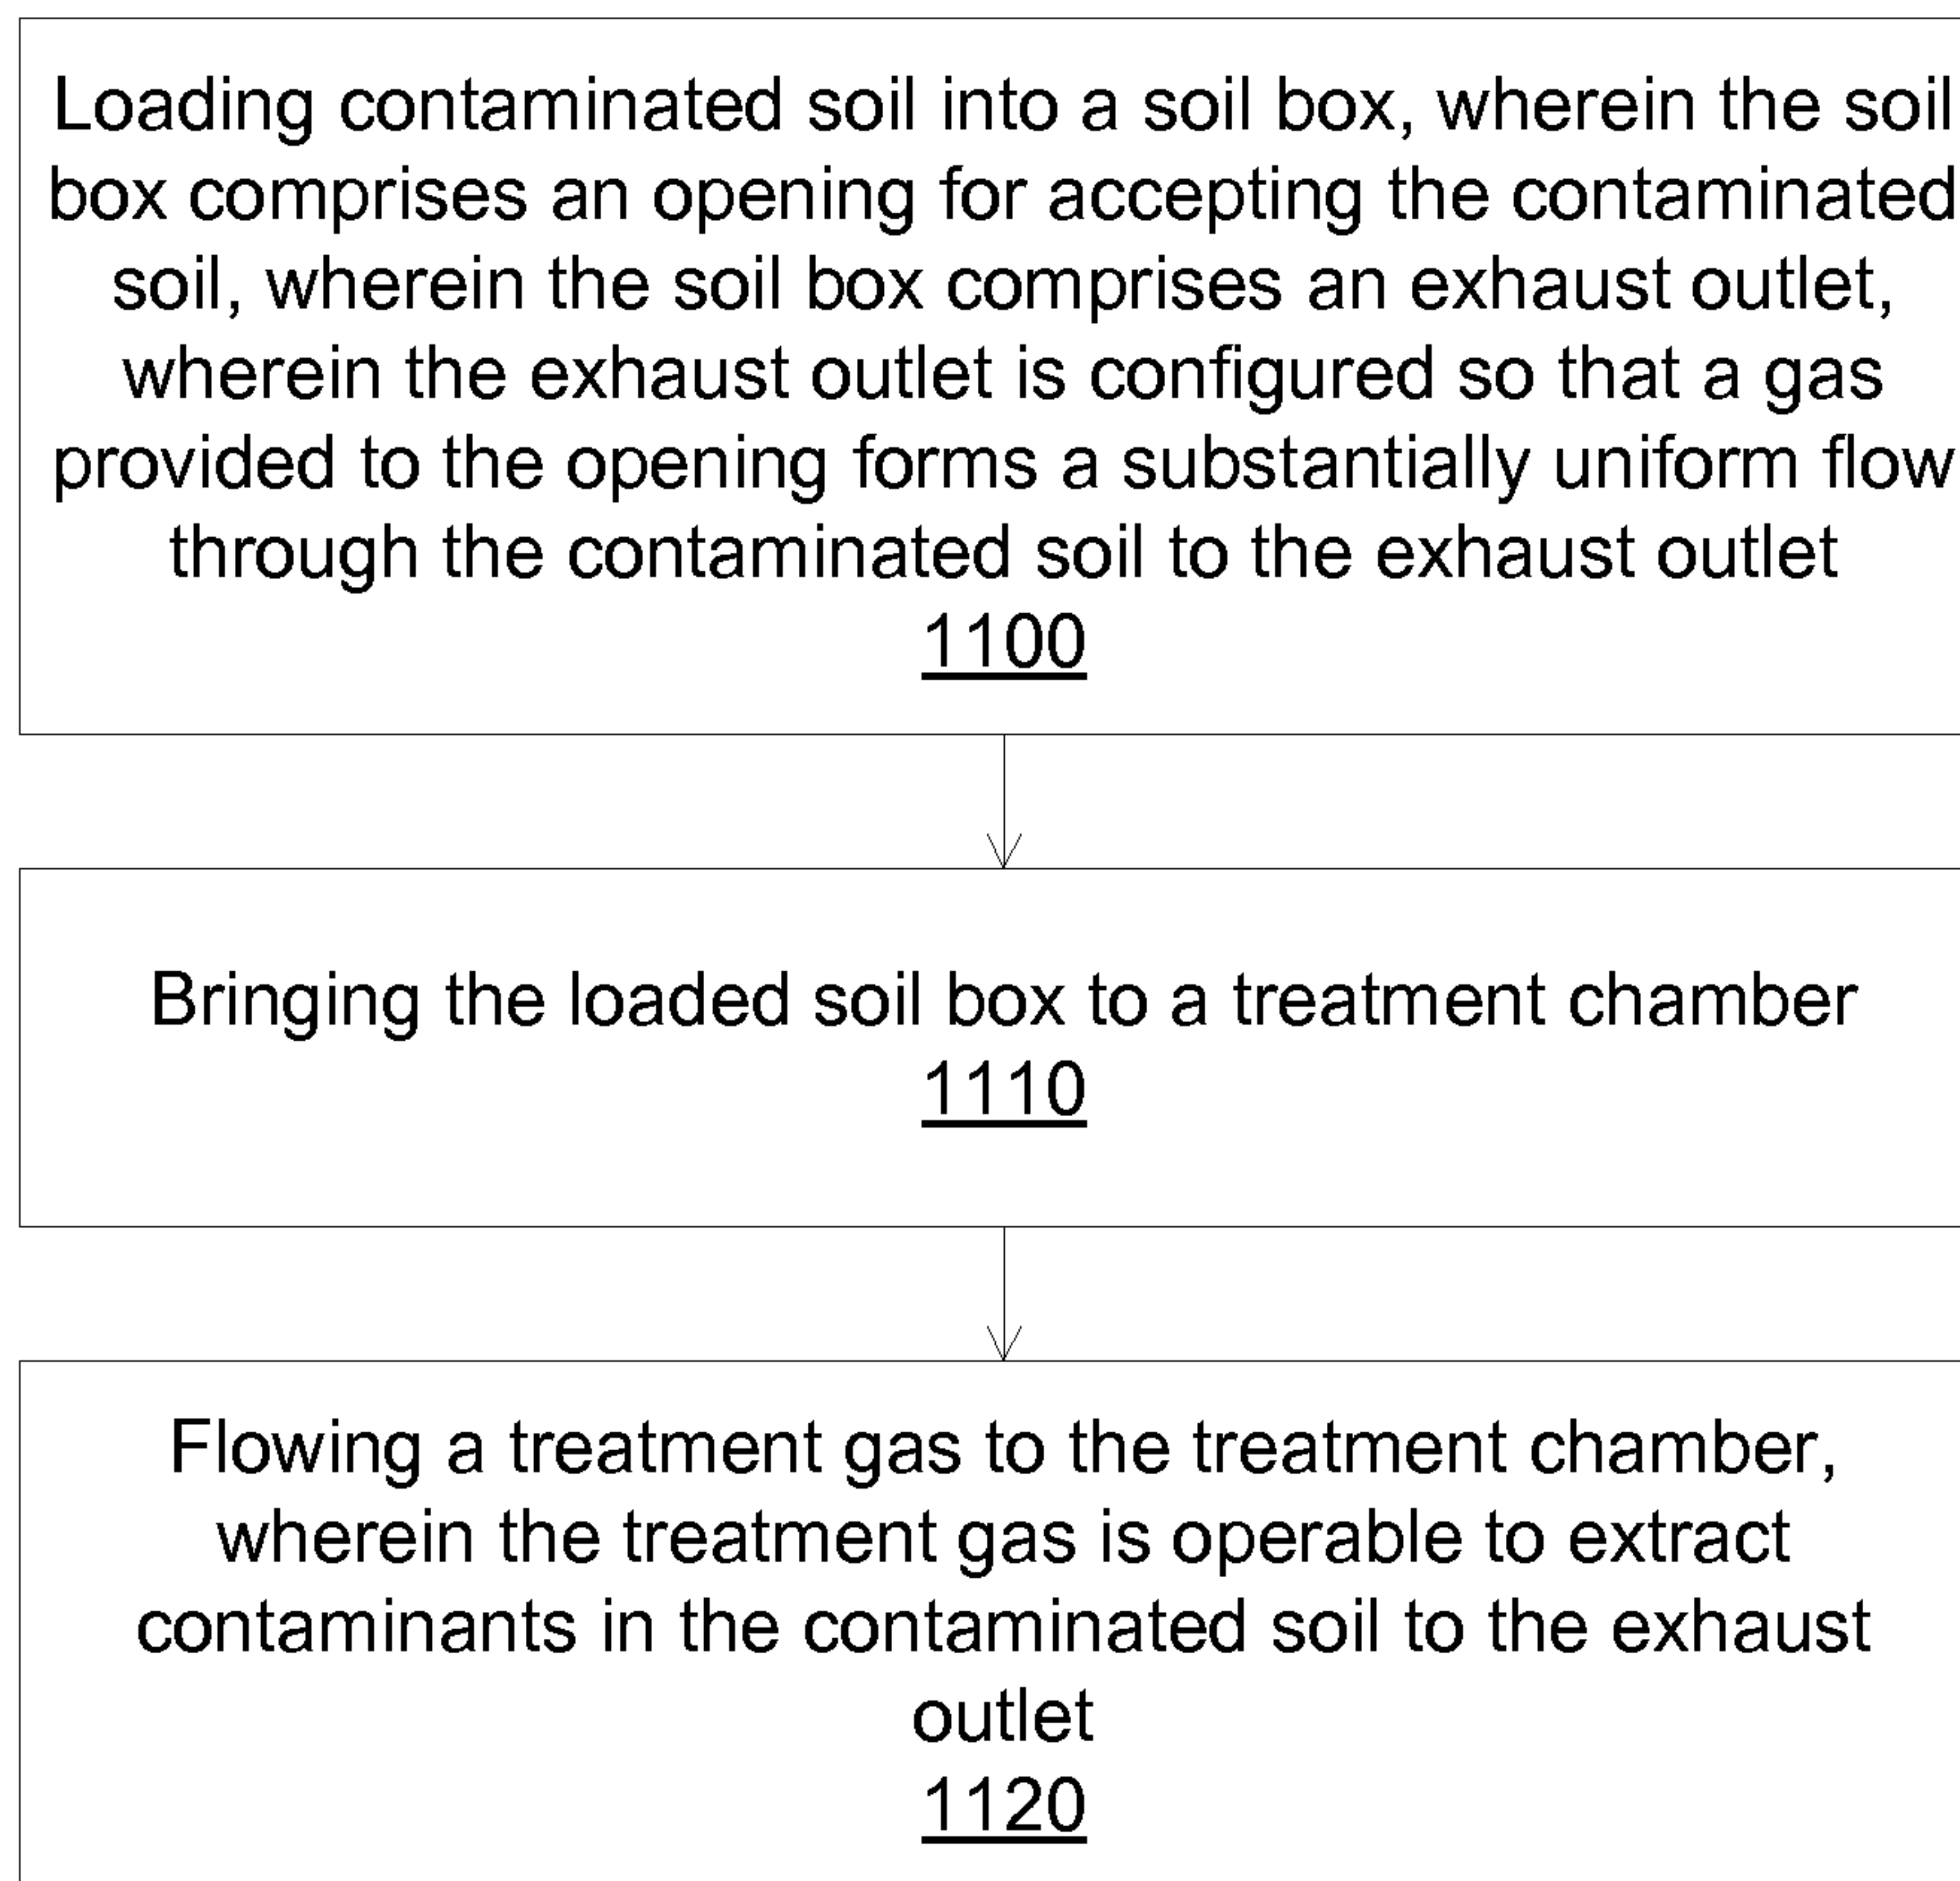 Loading contaminated soil into a soil box, wherein the soil
box comprises an opening for accepting the contaminated
soil, wherein the soil box comprises an exhaust outlet,
wherein the exhaust outlet is configured so that a gas
provided to the opening forms a substantially uniform flow
through the contaminated soil to the exhaust outlet
1100
Bringing the loaded soil box to a treatment chamber
1110
Flowing a treatment gas to the treatment chamber,
wherein the treatment gas is operable to extract
contaminants in the contaminated soil to the exhaust
outlet
1120